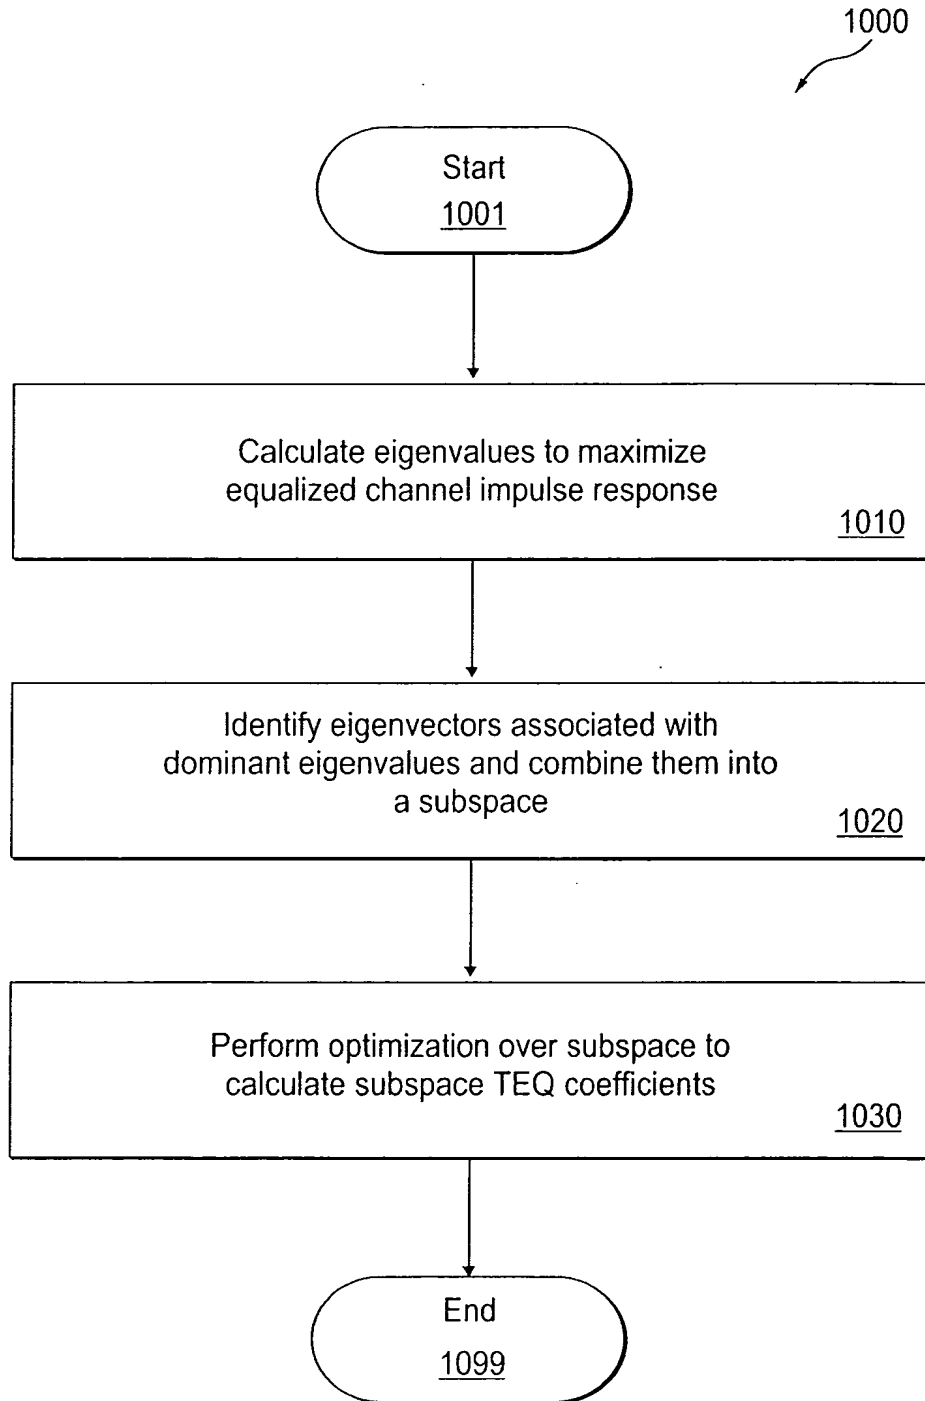 1000
Start
1001
Calculate eigenvalues to maximize
equalized channel impulse response
1010
Identify eigenvectors associated with
dominant eigenvalues and combine them into
a subspace
1020
Perform optimization over subspace to
calculate subspace TEQ coefficients
1030
End
1099